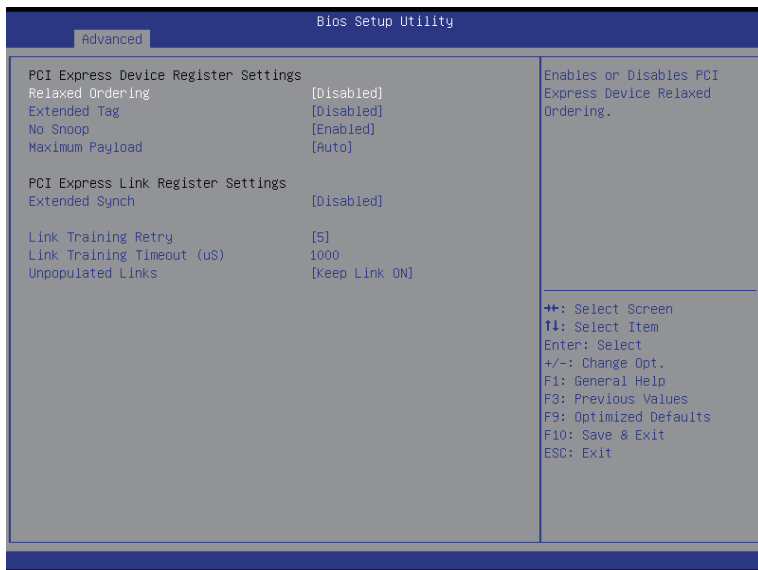 Bios Setup Utility
Advanced
PCI Express Device Register Settings
Relaxed Ordering [Disabled]
Extended Tag [Disabled]
No Snoop [Enabled]
Maximum Payload [Auto]
PCI Express Link Register Settings
Extended Synch [Disabled]
Link Training Retry [5]
Link Training Timeout (uS) 1000
Unpopulated Links [Keep Link ON]
Enables or Disables PCI
Express Device Relaxed
Ordering.
→←: Select Screen
↑↓: Select Item
Enter: Select
+/-: Change Opt.
F1: General Help
F3: Previous Values
F9: Optimized Defaults
F10: Save & Exit
ESC: Exit